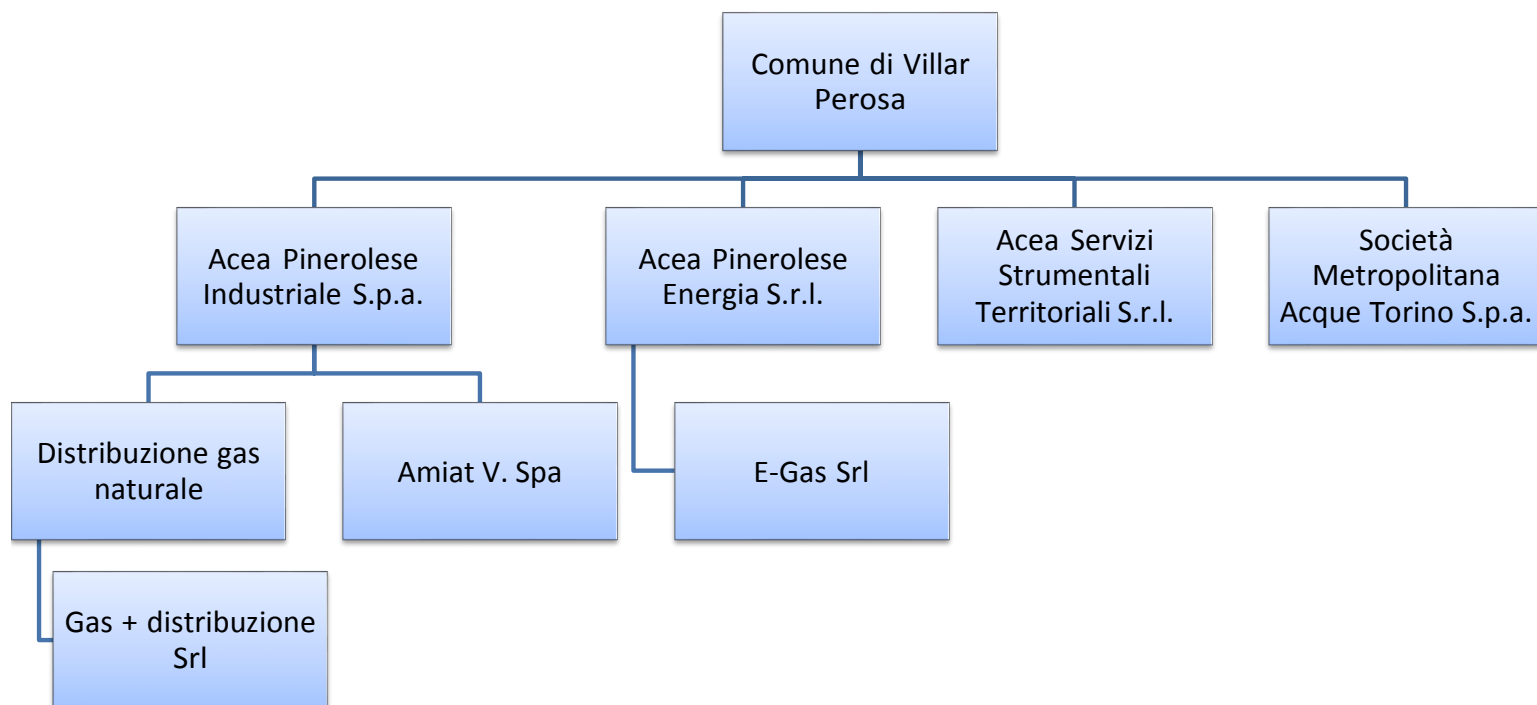 Comune di Villar
Perosa
Acea Pinerolese
Industriale S.p.a.
Acea Pinerolese
Energia S.r.l.
Acea Servizi
Strumentali
Territoriali S.r.l.
Società
Metropolitana
Acque Torino S.p.a.
Distribuzione gas
naturale
Amiat V. Spa
E-Gas Srl
Gas + distribuzione
Srl